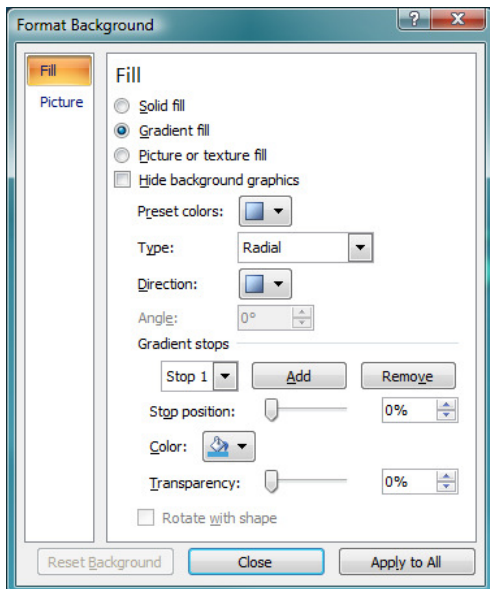 Format Background
?
X
Fill
Picture
Fill
Solid fill
Gradient fill
Picture or texture fill
Hide background graphics
Preset colors:
Type: Radial
Direction:
Angle: 0°
Gradient stops
Stop 1 Add Remove
Stop position: 0%
Color:
Transparency: 0%
Rotate with shape
Reset Background Close Apply to All